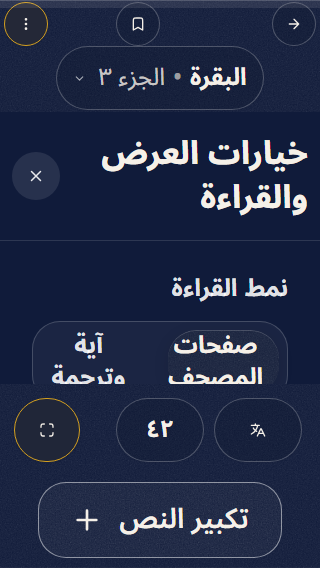 البقرة • الجزء ٣
خيارات العرض
والقراءة
نمط القراءة
صفحات
المصحف
آية
وترجمة
٤٢
تكبير النص